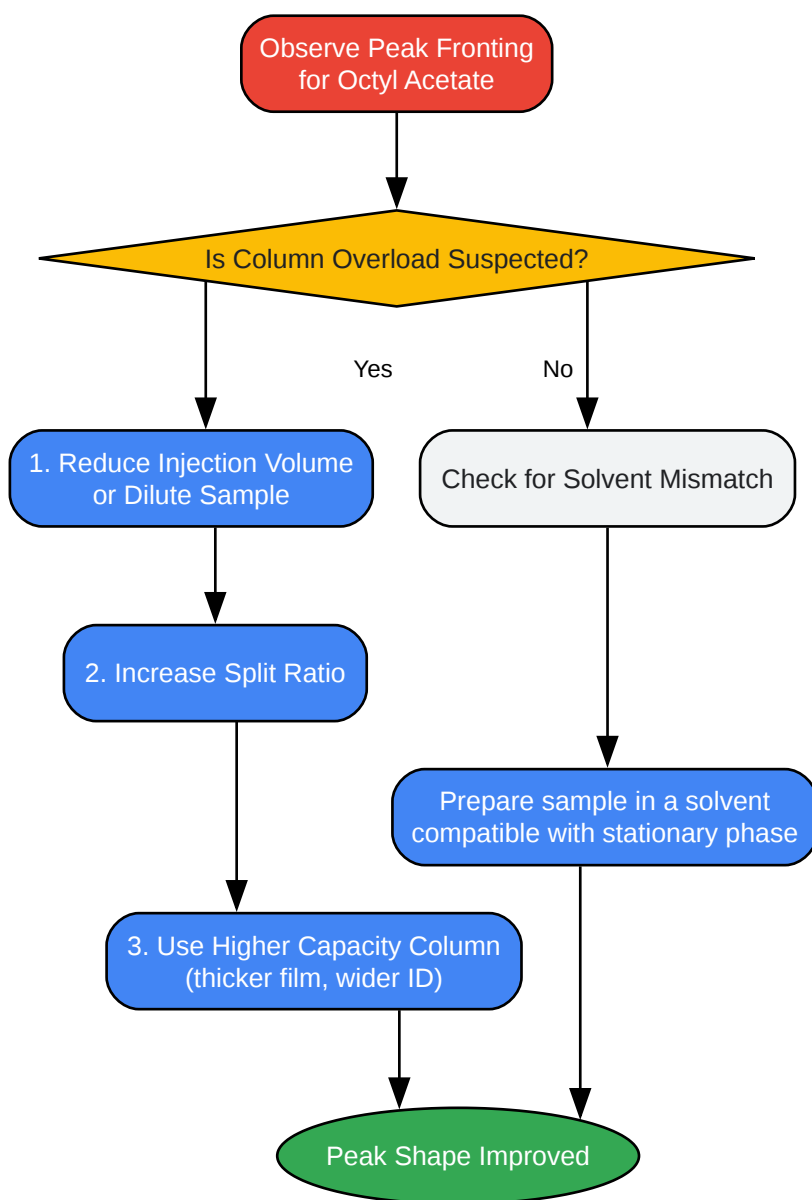 Observe Peak Fronting
for Octyl Acetate
Is Column Overload Suspected?
Yes
No
1. Reduce Injection Volume
or Dilute Sample
Check for Solvent Mismatch
2. Increase Split Ratio
Prepare sample in a solvent
compatible with stationary phase
3. Use Higher Capacity Column
(thicker film, wider ID)
Peak Shape Improved